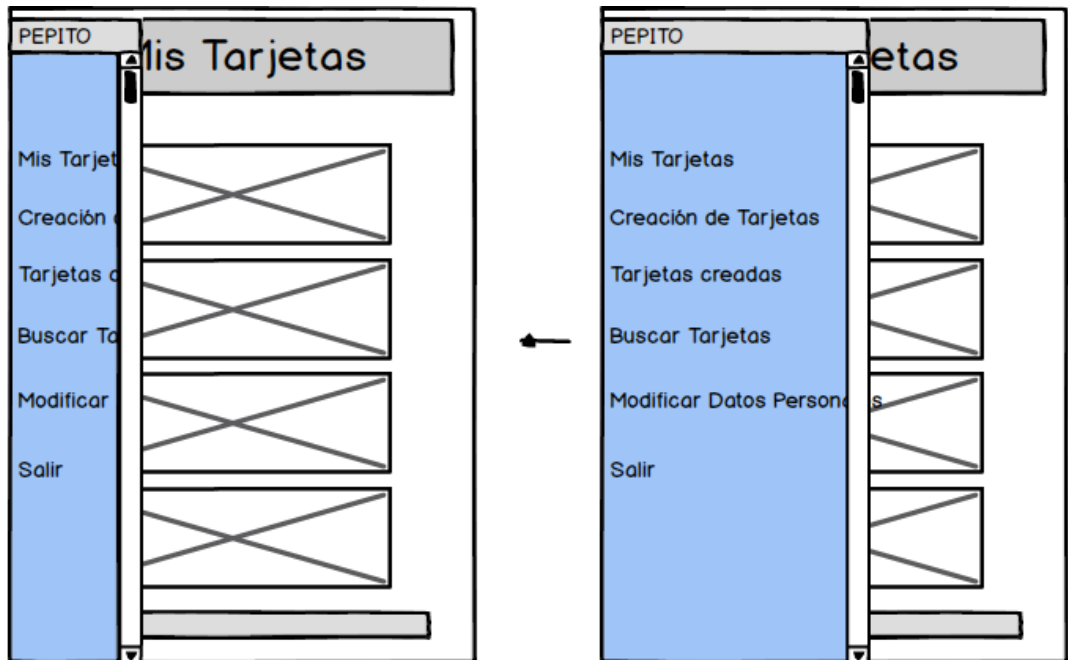 PEPITO
Mis Tarjetas
Mis Tarjet
Creación
Tarjetas
Buscar Ta
Modificar
Salir
PEPITO
etas
Mis Tarjetas
Creación de Tarjetas
Tarjetas creadas
Buscar Tarjetas
Modificar Datos Personales
Salir